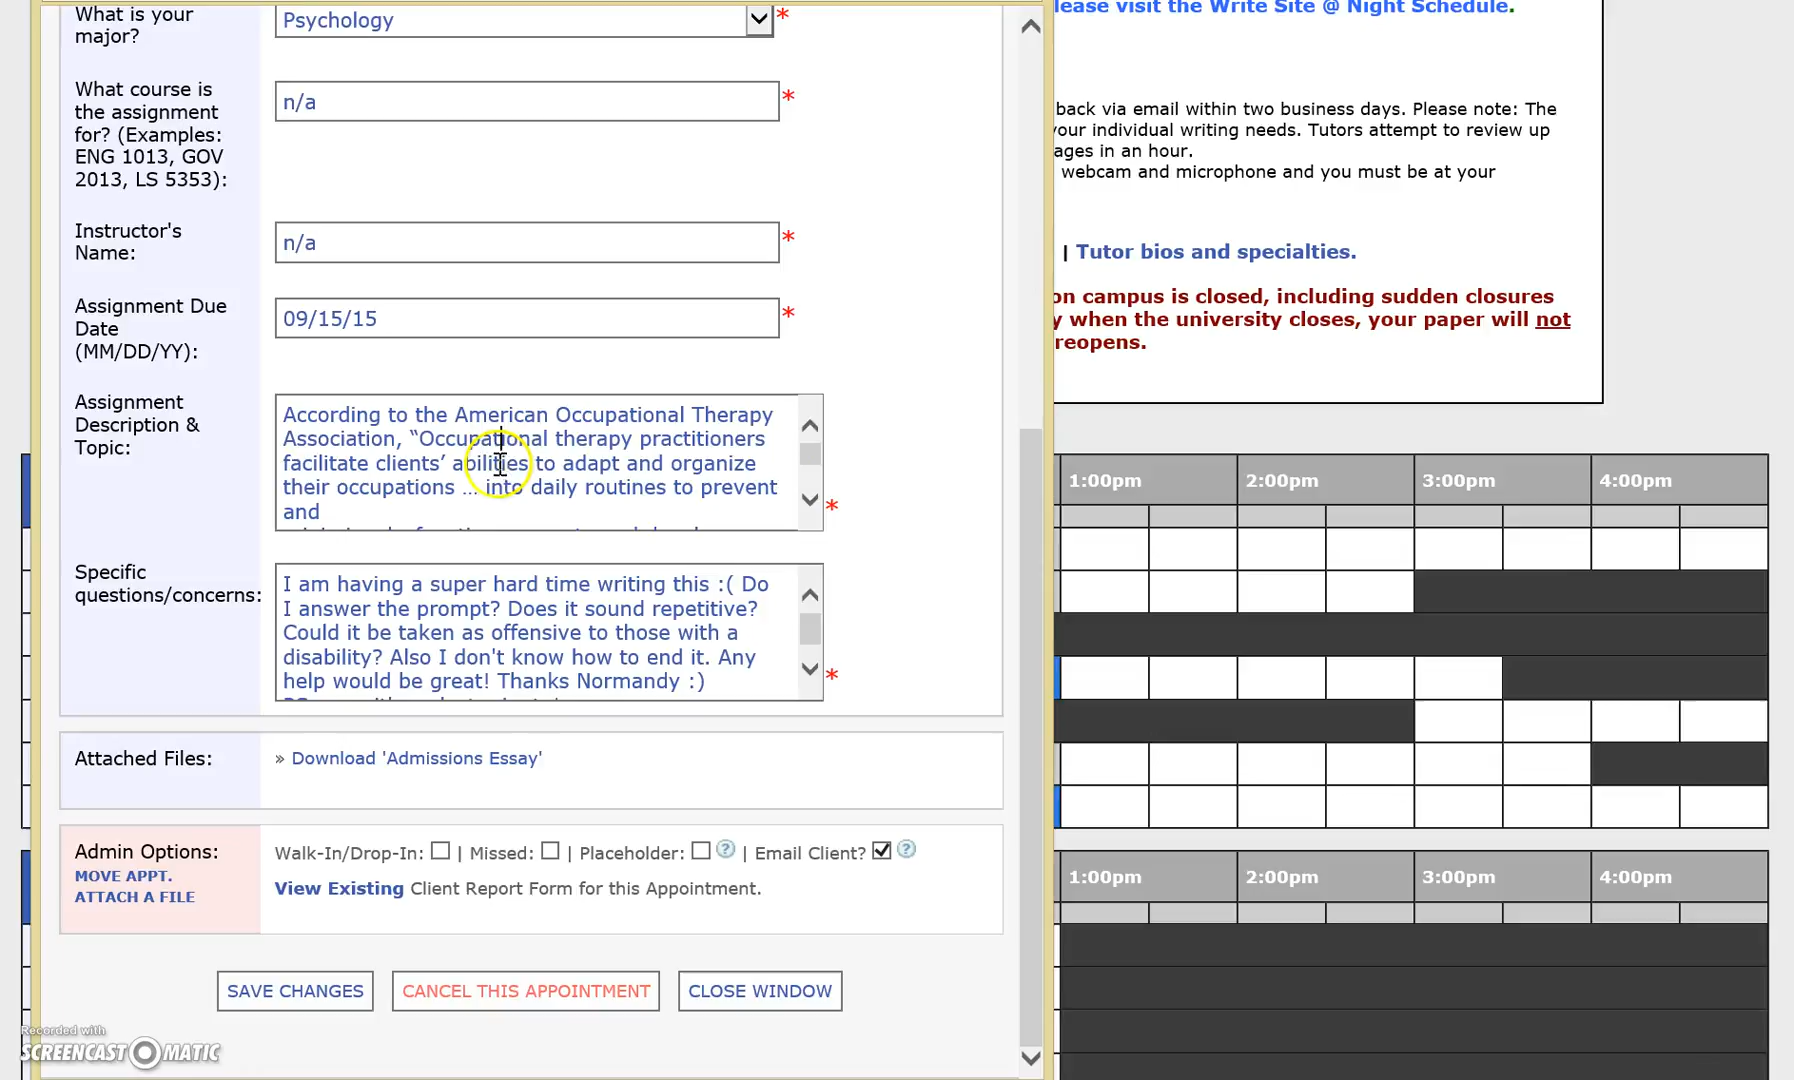 What is your
major?
Psychology
*
What course is
the assignment
for? (Examples:
ENG 1013, GOV
2013, LS 5353):
n/a
*
Instructor's
Name:
n/a
*
Assignment Due
Date
(MM/DD/YY):
09/15/15
*
Assignment
Description &
Topic:
According to the American Occupational Therapy
Association, “Occupational therapy practitioners
facilitate clients’ abilities to adapt and organize
their occupations … into daily routines to prevent
and
*
Specific
questions/concerns:
I am having a super hard time writing this :( Do
I answer the prompt? Does it sound repetitive?
Could it be taken as offensive to those with a
disability? Also I don't know how to end it. Any
help would be great! Thanks Normandy :)
*
Attached Files:
» Download 'Admissions Essay'
Admin Options:
MOVE APPT.
ATTACH A FILE
Walk-In/Drop-In: | Missed: | Placeholder: ? | Email Client? ?
View Existing Client Report Form for this Appointment.
SAVE CHANGES
CANCEL THIS APPOINTMENT
CLOSE WINDOW
Recorded with
SCREENCAST MATIC
lease visit the Write Site @ Night Schedule.
back via email within two business days. Please note: The
your individual writing needs. Tutors attempt to review up
ages in an hour.
webcam and microphone and you must be at your
| Tutor bios and specialties.
on campus is closed, including sudden closures
y when the university closes, your paper will not
reopens.
1:00pm 2:00pm 3:00pm 4:00pm
1:00pm 2:00pm 3:00pm 4:00pm